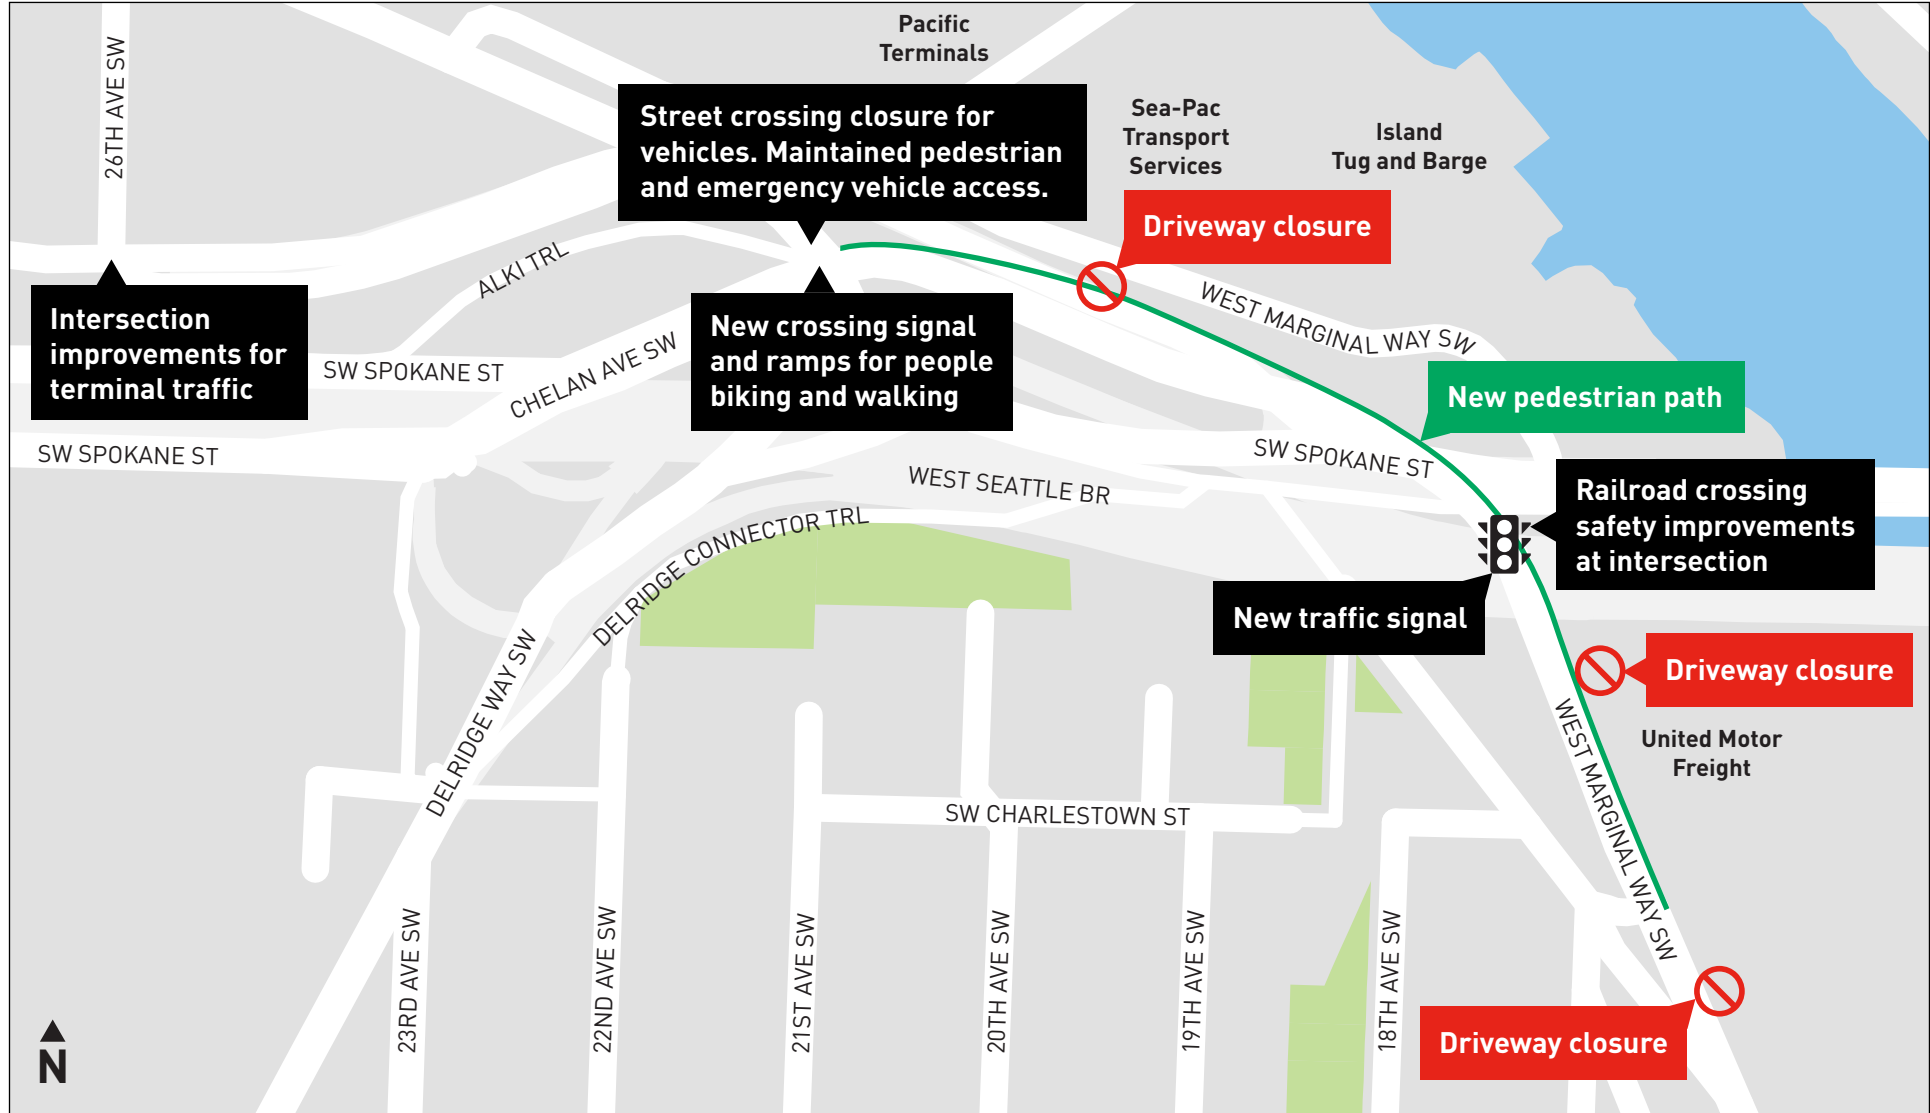 Pacific
Terminals
26TH AVE SW
Street crossing closure for
vehicles. Maintained pedestrian
and emergency vehicle access.
Sea-Pac
Transport
Services
Island
Tug and Barge
Driveway closure
ALKI TRL
Intersection
improvements for
terminal traffic
New crossing signal
and ramps for people
biking and walking
WEST MARGINAL WAY SW
SW SPOKANE ST
CHELAN AVE SW
New pedestrian path
SW SPOKANE ST
SW SPOKANE ST
WEST SEATTLE BR
Railroad crossing
safety improvements
at intersection
DELRIDGE CONNECTOR TRL
New traffic signal
DELRIDGE WAY SW
Driveway closure
WEST MARGINAL WAY SW
United Motor
Freight
SW CHARLESTOWN ST
23RD AVE SW
22ND AVE SW
21ST AVE SW
20TH AVE SW
19TH AVE SW
18TH AVE SW
Driveway closure
N